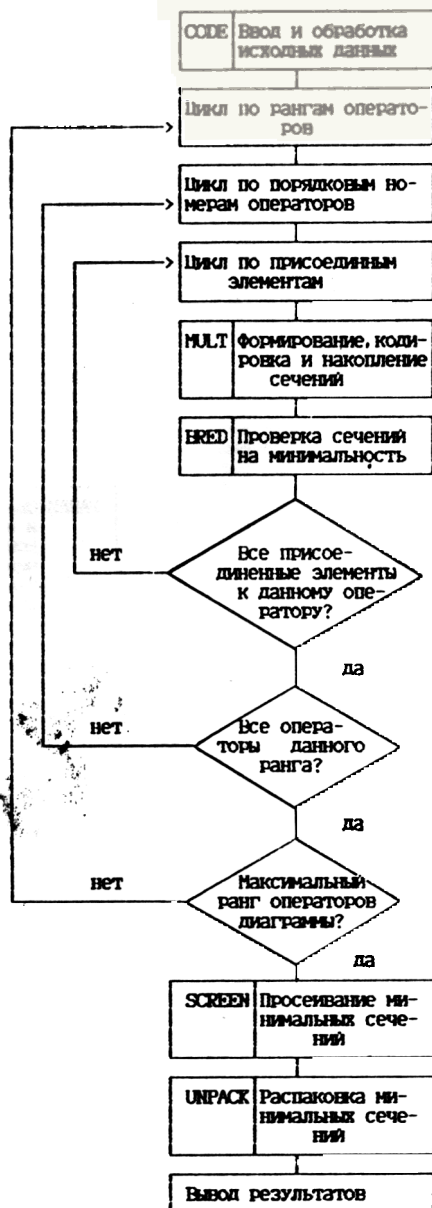 CODE Ввод и обработка
исходных данных
Цикл по рангам операто-
ров
Цикл по порядковым но-
мерам операторов
Цикл по присоединным
элементам
MULT Формирование, коди-
ровка и накопление
сечений
BRED Проверка сечений
на минимальность
Все присое-
диненные элементы
к данному опе-
ратору?
нет
да
Все опера-
торы данного
ранга?
нет
да
Максимальный
ранг операторов
диаграммы?
нет
да
SCREEN Просеивание ми-
нимальных сече-
ний
UNPACK Распаковка ми-
нимальных сече-
ний
Вывод результатов